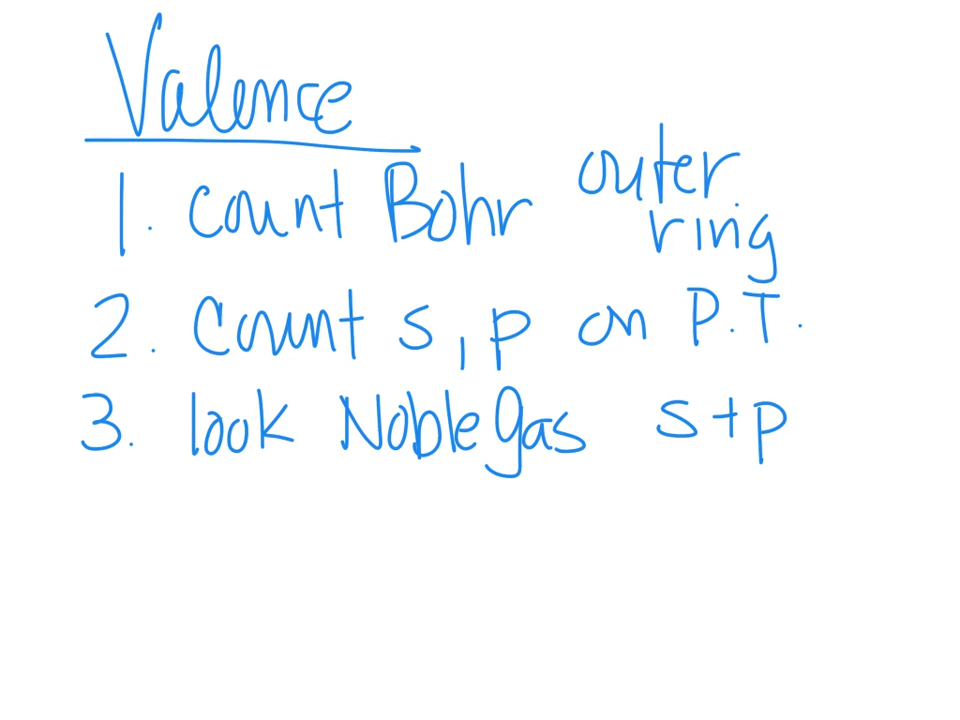 Valence
1. count Bohr outer ring
2. Count s, p on P.T.
3. look Noble Gas s+p